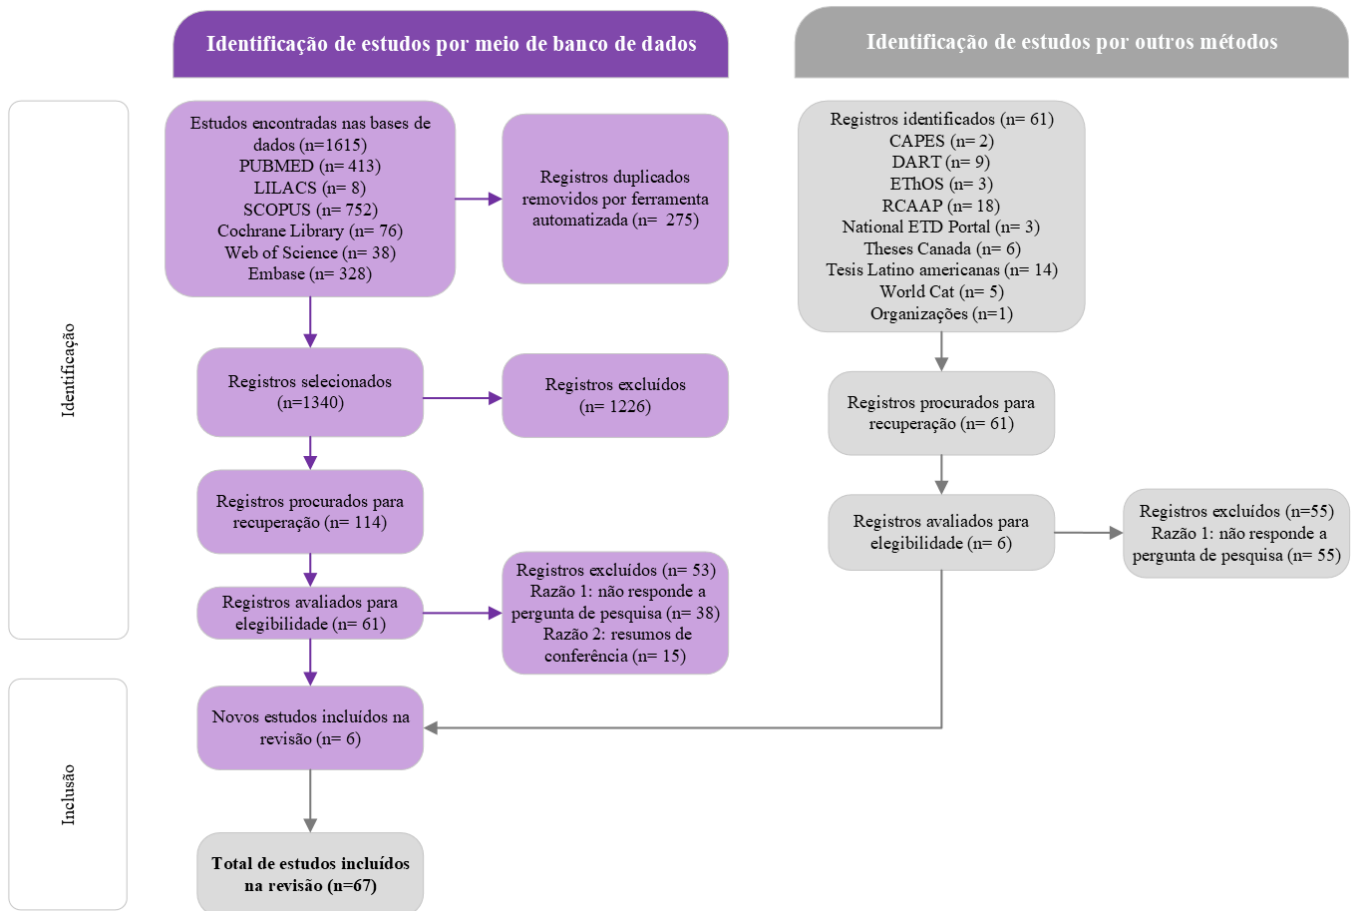 Identificação de estudos por meio de banco de dados
Identificação de estudos por outros métodos
Identificação
Estudos encontradas nas bases de
dados (n=1615)
PUBMED (n= 413)
LILACS (n= 8)
SCOPUS (n= 752)
Cochrane Library (n= 76)
Web of Science (n= 38)
Embase (n= 328)
Registros duplicados
removidos por ferramenta
automatizada (n= 275)
Registros selecionados
(n=1340)
Registros excluídos
(n= 1226)
Registros procurados para
recuperação (n= 114)
Registros avaliados para
elegibilidade (n= 61)
Registros excluídos (n= 53)
Razão 1: não responde a
pergunta de pesquisa (n= 38)
Razão 2: resumos de
conferência (n= 15)
Registros identificados (n= 61)
CAPES (n= 2)
DART (n= 9)
EThOS (n= 3)
RCAAP (n= 18)
National ETD Portal (n= 3)
Theses Canada (n= 6)
Tesis Latino americanas (n= 14)
World Cat (n= 5)
Organizações (n=1)
Registros procurados para
recuperação (n= 61)
Registros avaliados para
elegibilidade (n= 6)
Registros excluídos (n=55)
Razão 1: não responde a
pergunta de pesquisa (n= 55)
Inclusão
Novos estudos incluídos na
revisão (n= 6)
Total de estudos incluídos
na revisão (n=67)